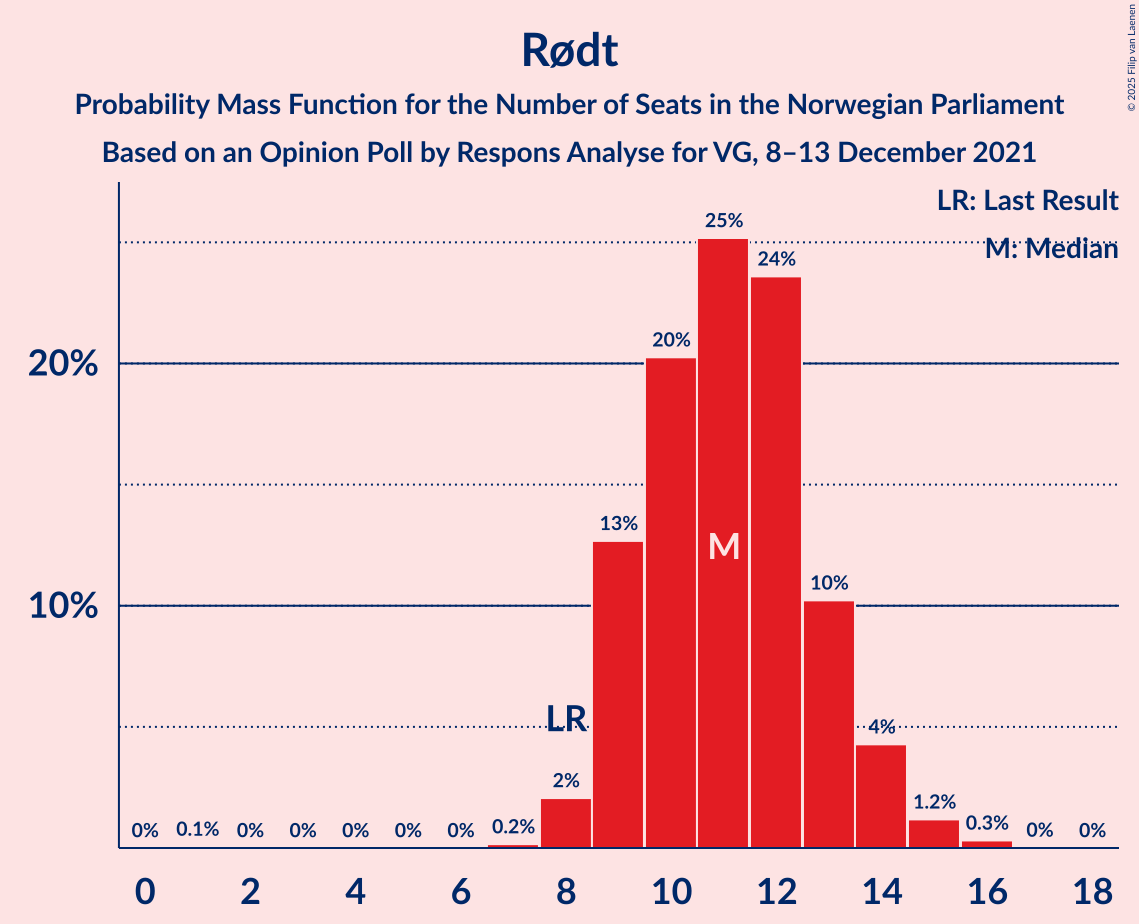 Rødt
Probability Mass Function for the Number of Seats in the Norwegian Parliament
Based on an Opinion Poll by Respons Analyse for VG, 8–13 December 2021
© 2025 Filip van Laenen
LR: Last Result
M: Median
20%
10%
0%
0.1%
0%
0%
0%
0%
0%
0.2%
2%
LR
13%
20%
25%
M
24%
10%
4%
1.2%
0.3%
0%
0%
0 2 4 6 8 10 12 14 16 18